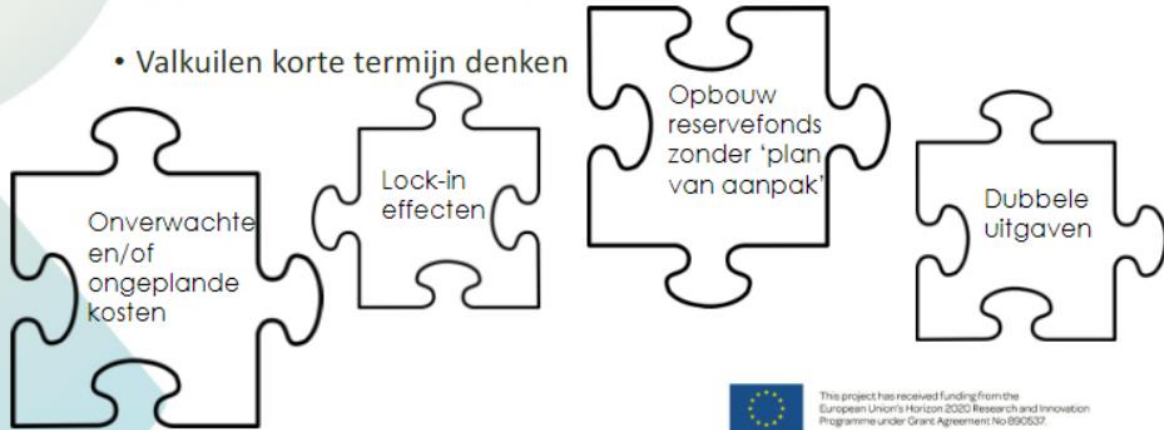 • Valkuilen korte termijn denken
Onverwachte
en/of
ongeplande
kosten
Lock-in
effecten
Opbouw
reservefonds
zonder ‘plan
van aanpak’
Dubbele
uitgaven
This project has received funding from the
European Union's Horizon 2020 Research and Innovation
Programme under Grant Agreement No 890537.